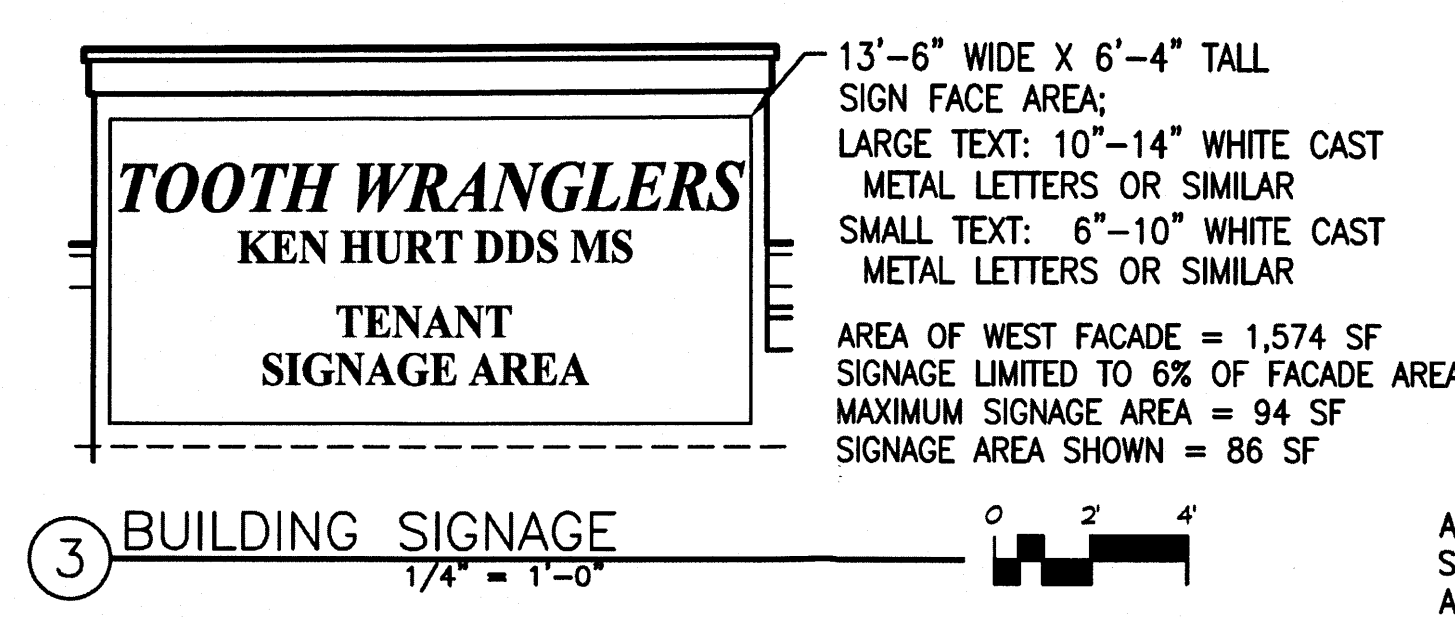 TOOTH WRANGLERS
KEN HURT DDS MS
TENANT
SIGNAGE AREA
13'-6" WIDE X 6'-4" TALL
SIGN FACE AREA;
LARGE TEXT: 10"-14" WHITE CAST
METAL LETTERS OR SIMILAR
SMALL TEXT: 6"-10" WHITE CAST
METAL LETTERS OR SIMILAR
AREA OF WEST FACADE = 1,574 SF
SIGNAGE LIMITED TO 6% OF FACADE AREA
MAXIMUM SIGNAGE AREA = 94 SF
SIGNAGE AREA SHOWN = 86 SF
3 BUILDING SIGNAGE
1/4" = 1'-0"
0 2' 4'